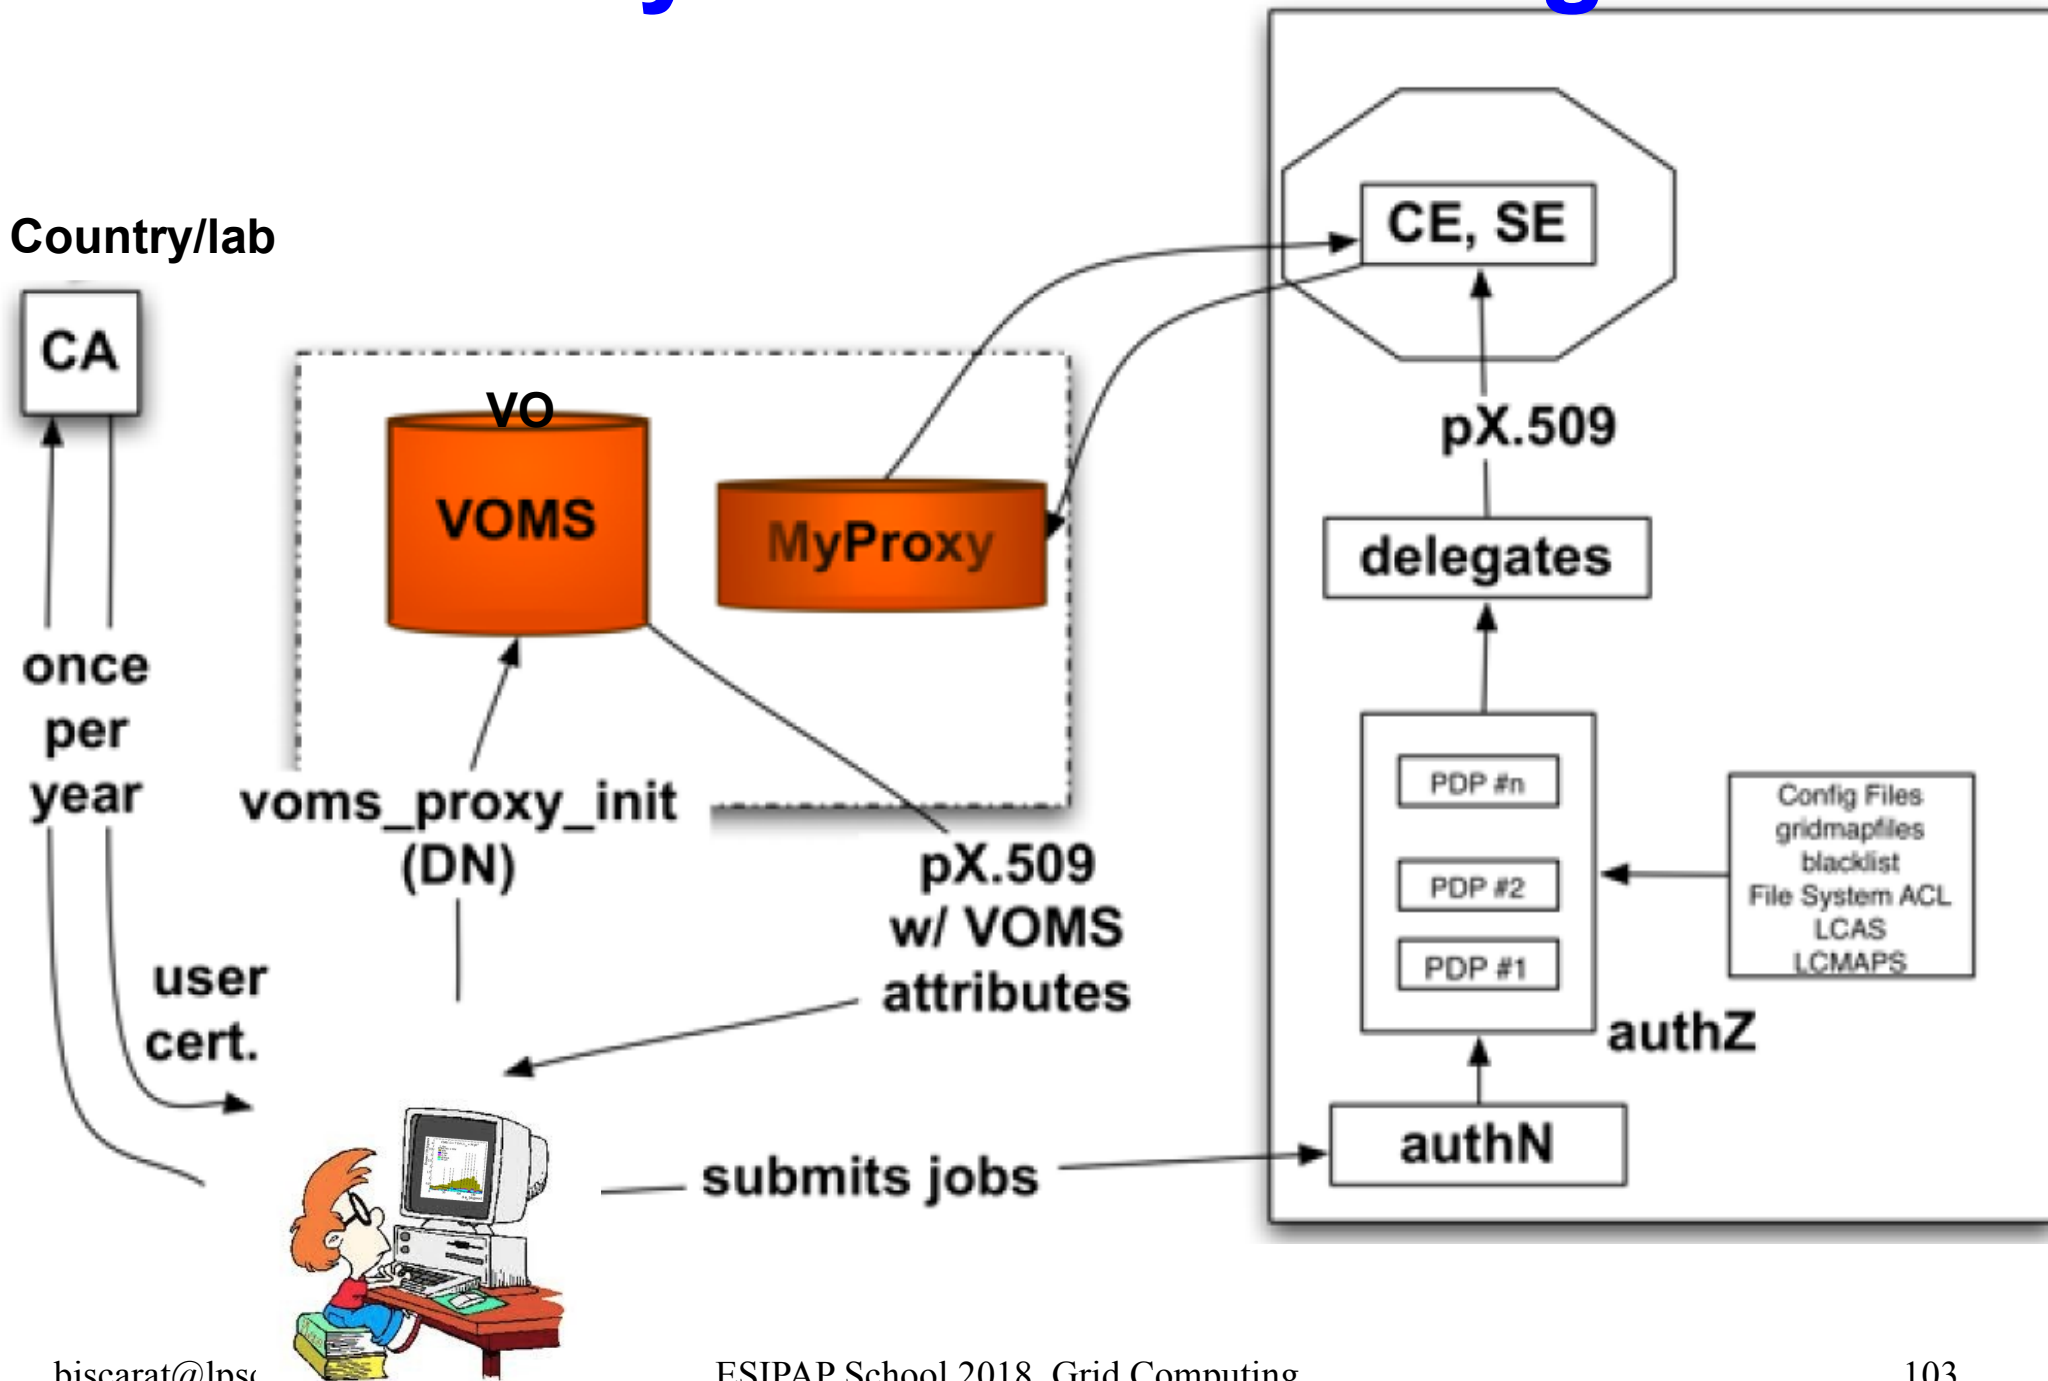 Country/lab
CA
once
per
year
user
cert.
VO
VOMS
MyProxy
voms_proxy_init
(DN)
pX.509
w/ VOMS
attributes
submits jobs
CE, SE
pX.509
delegates
PDP #n
PDP #2
PDP #1
authZ
authN
Config Files
gridmapfiles
blacklist
File System ACL
LCAS
LCMAPS
ESIPAP School 2018 Grid Computing
103